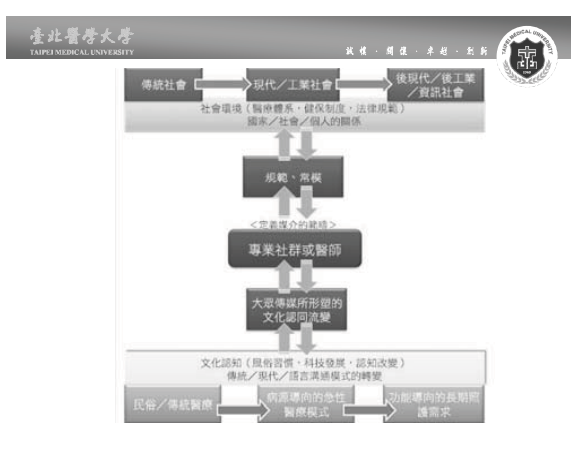 臺北醫學大學
TAIPEI MEDICAL UNIVERSITY
誠樸．關懷．卓越．創新
TAIPEI MEDICAL UNIVERSITY
1960
傳統社會
現代／工業社會
後現代／後工業
／資訊社會
社會環境（醫療體系、健保制度、法律規範）
國家／社會／個人的關係
規範、常模
＜定義媒介的範疇＞
專業社群或醫師
大眾傳媒所形塑的
文化認同流變
文化認知（風俗習慣、科技發展、認知改變）
傳統／現代／語言溝通模式的轉變
民俗／傳統醫療
病源導向的急性
醫療模式
功能導向的長期照
護需求